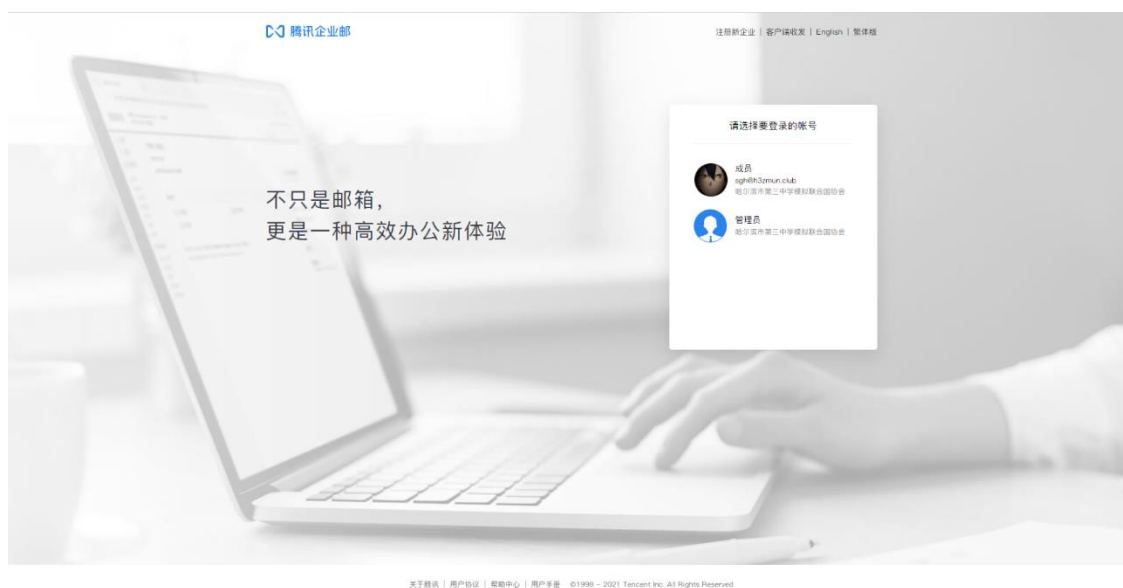 腾讯企业邮
注册新企业 | 客户端收发 | English | 繁体版
请选择要登录的帐号
成员
sgh@h3zmun.club
哈尔滨市第三中学模拟联合国协会
管理员
哈尔滨市第三中学模拟联合国协会
不只是邮箱,
更是一种高效办公新体验
关于腾讯 | 用户协议 | 帮助中心 | 用户手册 ©1998 - 2021 Tencent Inc. All Rights Reserved